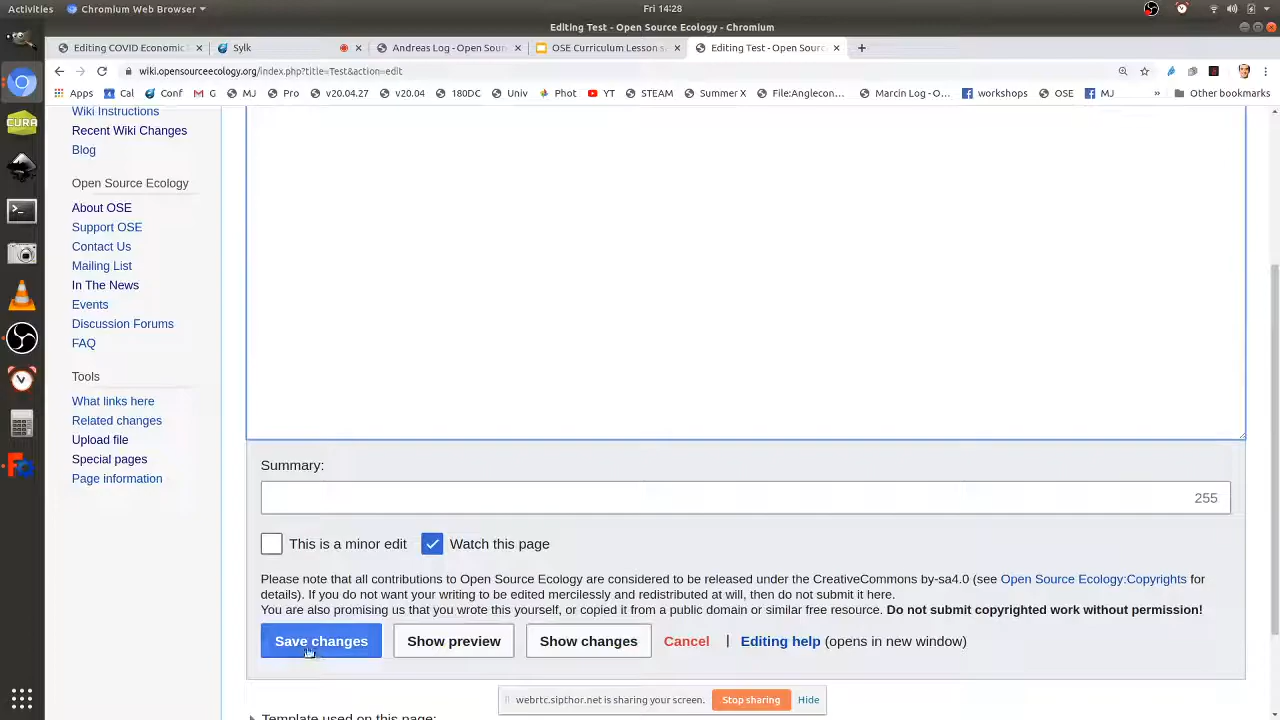 Activities Chromium Web Browser Fri 14:28
Editing Test - Open Source Ecology - Chromium
Editing COVID Economic Sylk Andreas Log - Open Sour OSE Curriculum Lesson s Editing Test - Open Sourc
wiki.opensourceecology.org/index.php?title=Test&action=edit
Apps Cal Conf G MJ Pro v20.04.27 v20.04 180DC Univ Phot YT STEAM Summer X File:Anglecon... Marcin Log - O... workshops OSE MJ » Other bookmarks
Wiki Instructions
Recent Wiki Changes
Blog
Open Source Ecology
About OSE
Support OSE
Contact Us
Mailing List
In The News
Events
Discussion Forums
FAQ
Tools
What links here
Related changes
Upload file
Special pages
Page information
CURA
Summary:
255
This is a minor edit Watch this page
Please note that all contributions to Open Source Ecology are considered to be released under the CreativeCommons by-sa4.0 (see Open Source Ecology:Copyrights for
details). If you do not want your writing to be edited mercilessly and redistributed at will, then do not submit it here.
You are also promising us that you wrote this yourself, or copied it from a public domain or similar free resource. Do not submit copyrighted work without permission!
Save changes Show preview Show changes Cancel | Editing help (opens in new window)
webrtc.sipthor.net is sharing your screen. Stop sharing Hide
Template used on this page: